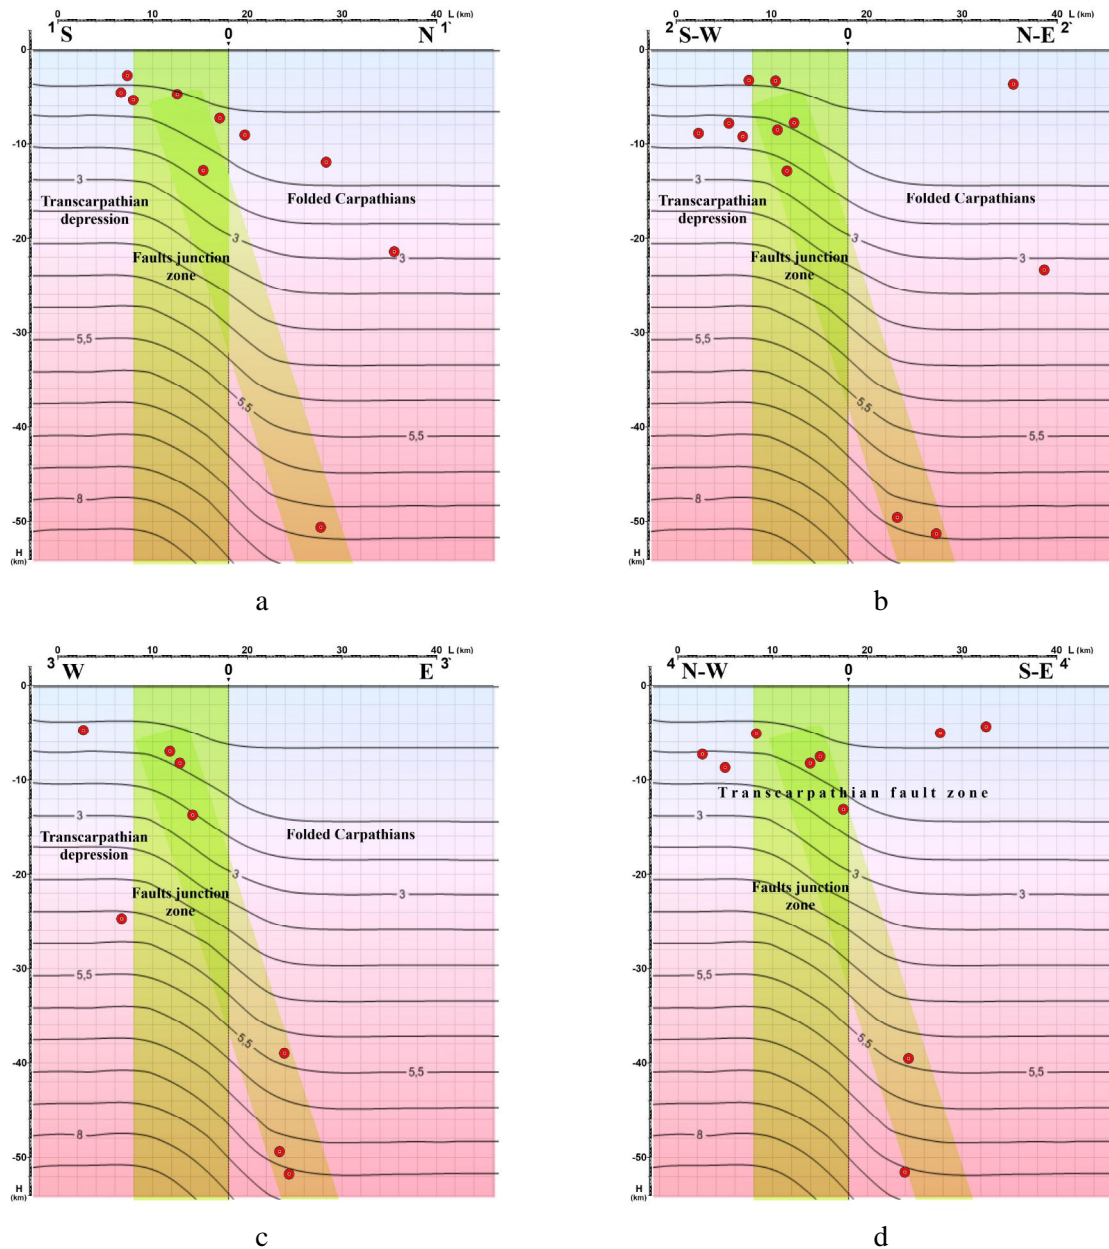 0 10 20 30 L (km)
1 S 0 N 40 1`
0
-10
3
Transcarpathian
depression
Folded Carpathians
-20
3
3
Faults junction
zone
-30
5,5
5,5
-40
5,5
8
-50
H
(km)
a
0 10 20 30 L (km)
2 S-W 0 N-E 40 2`
0
-10
3
Transcarpathian
depression
Folded Carpathians
-20
3
3
Faults junction
zone
-30
5,5
5,5
-40
5,5
8
-50
H
(km)
b
0 10 20 30 L (km)
3 W 0 E 40 3`
0
-10
3
Transcarpathian
depression
Folded Carpathians
-20
3
3
Faults junction
zone
-30
5,5
5,5
-40
5,5
8
-50
H
(km)
c
0 10 20 30 L (km)
4 N-W 0 S-E 40 4`
0
-10
Transcarpathian fault zone
3
-20
3
3
Faults junction
zone
-30
5,5
5,5
-40
5,5
8
-50
H
(km)
d